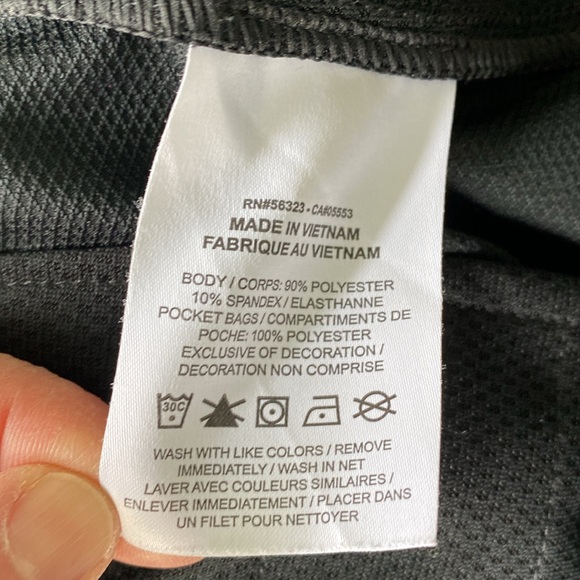 RN#56323 - CA#05553
MADE IN VIETNAM
FABRIQUE AU VIETNAM
BODY / CORPS: 90% POLYESTER
10% SPANDEX / ELASTHANNE
POCKET BAGS / COMPARTIMENTS DE
POCHE: 100% POLYESTER
EXCLUSIVE OF DECORATION /
DECORATION NON COMPRISE
30C
WASH WITH LIKE COLORS / REMOVE
IMMEDIATELY / WASH IN NET
LAVER AVEC COULEURS SIMILAIRES /
ENLEVER IMMEDIATEMENT / PLACER DANS
UN FILET POUR NETTOYER